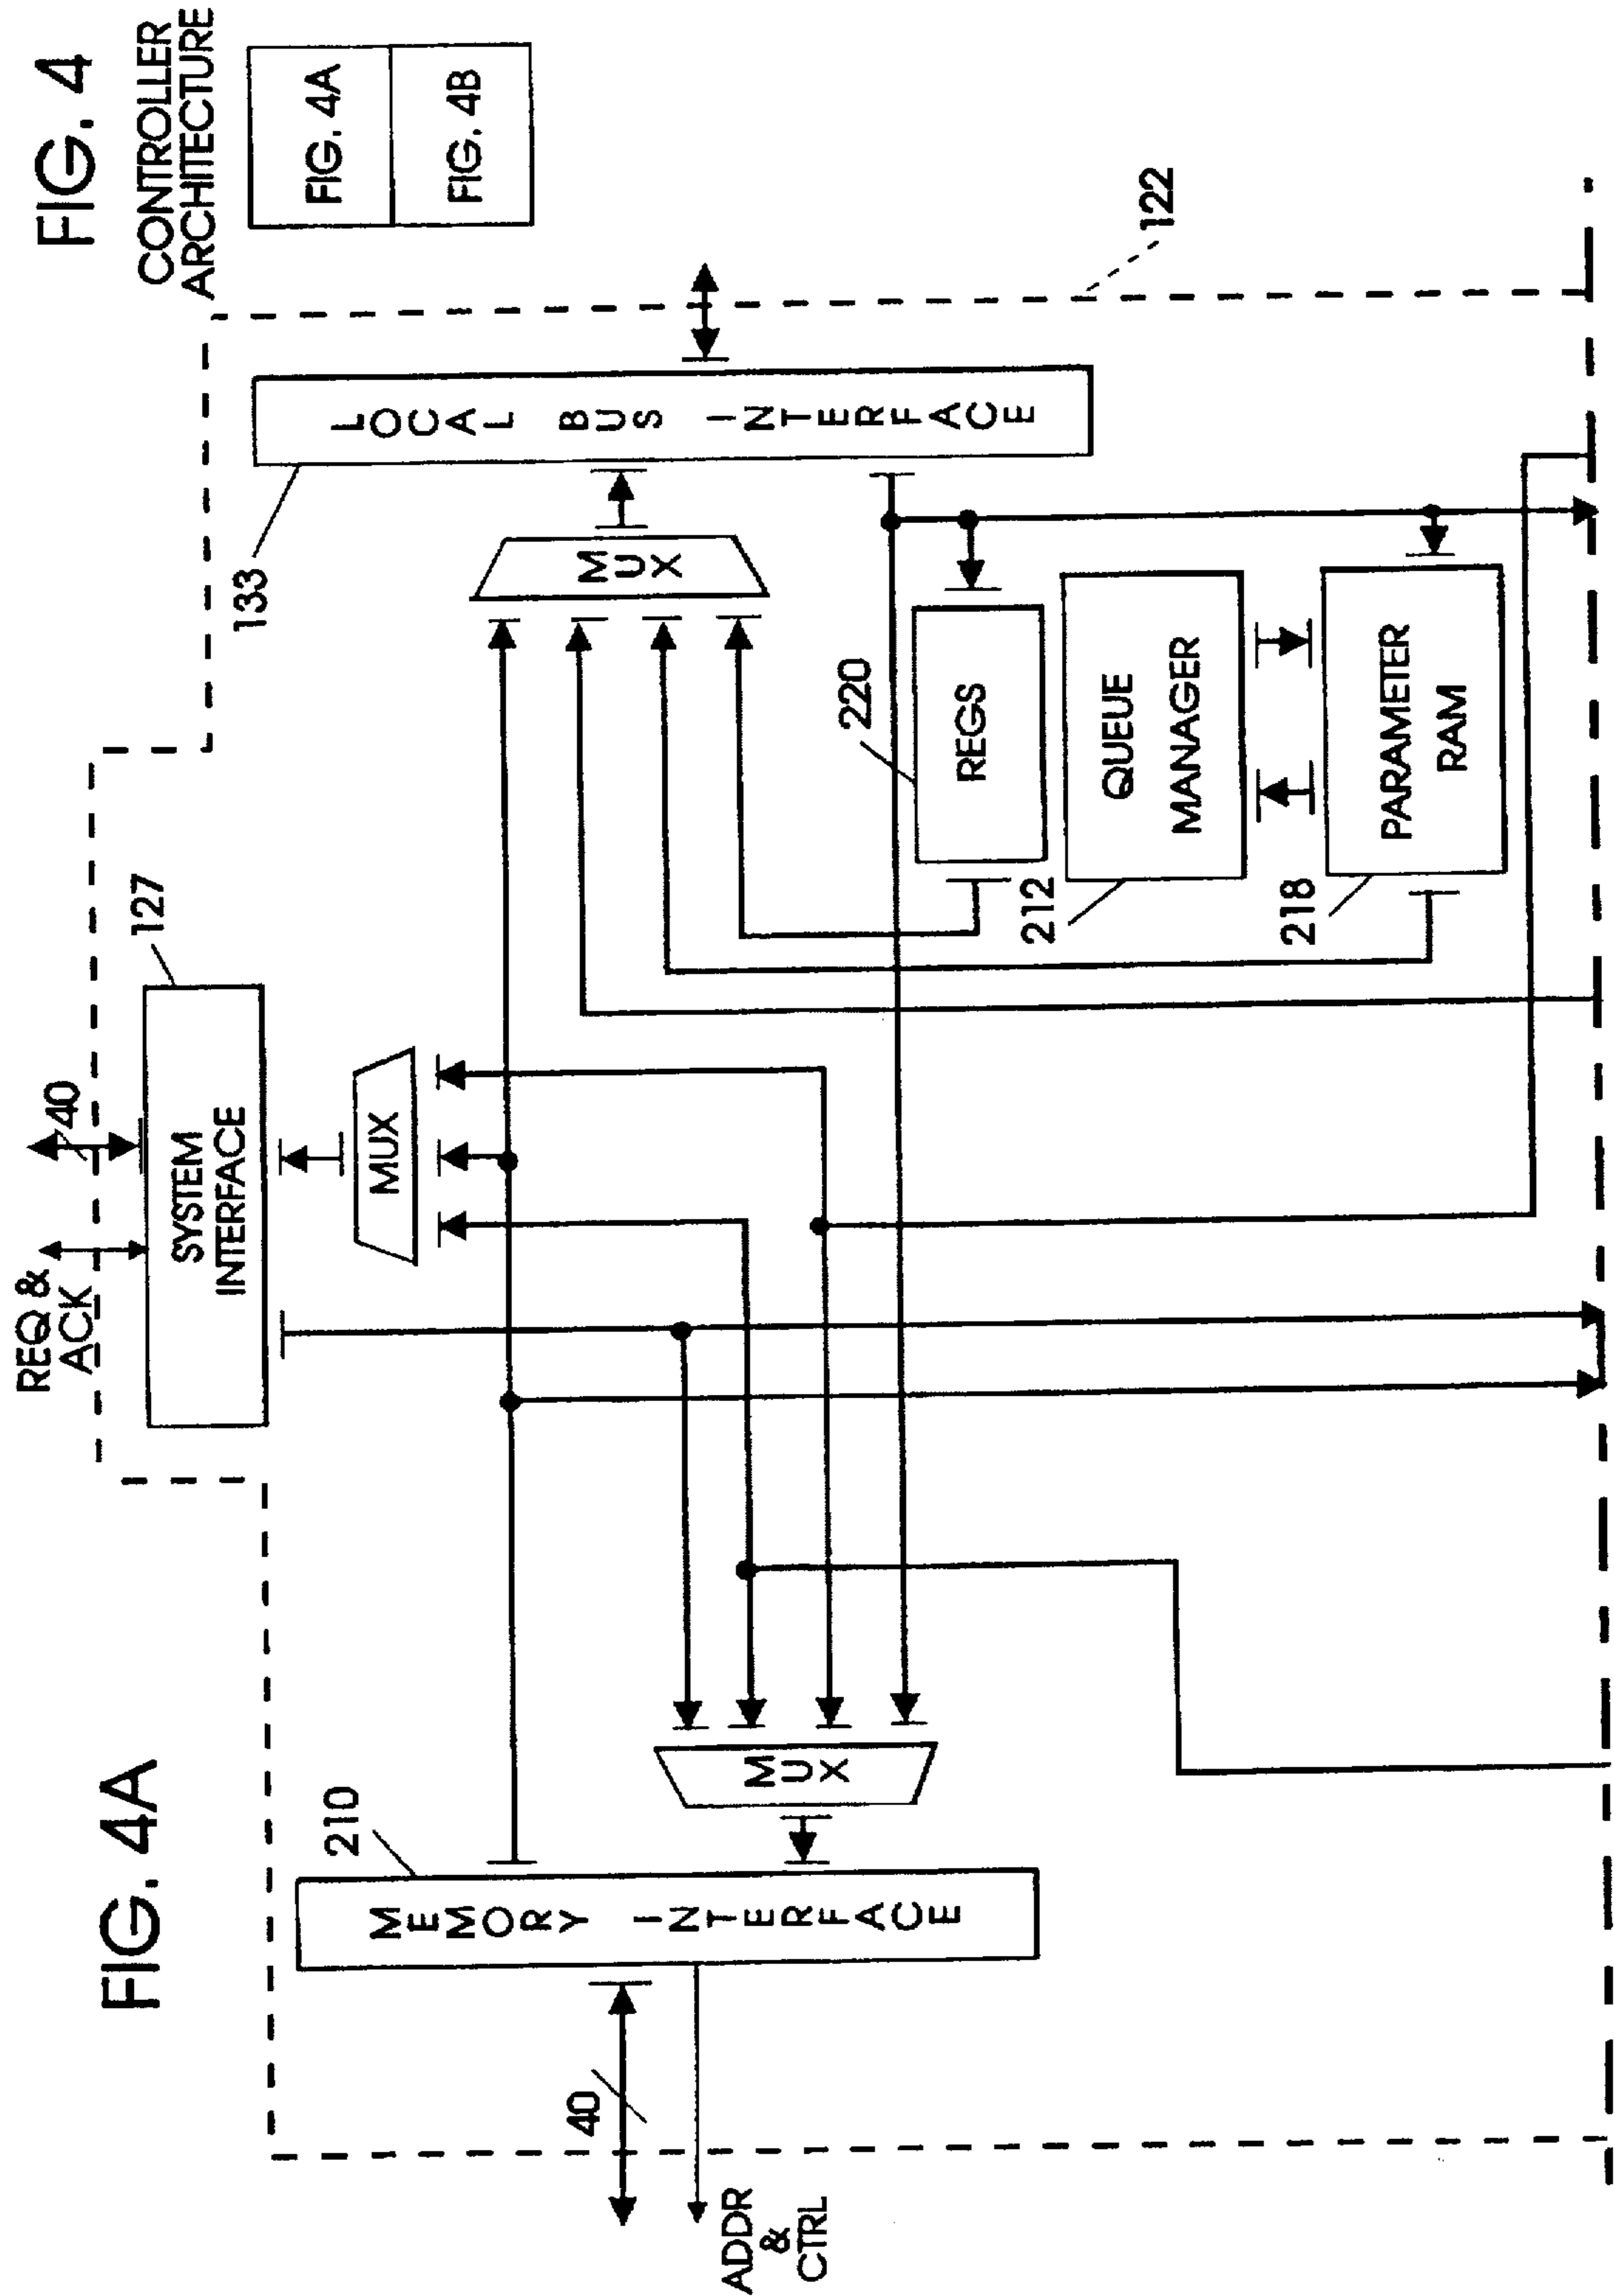 FIG. 4A
FIG. 4
CONTROLLER
ARCHITECTURE
FIG. 4A
FIG. 4B
REQ &
ACK
40
127
SYSTEM
INTERFACE
MUX
133
LOCAL BUS INTERFACE
MUX
122
210
MEMORY INTERFACE
MUX
40
ADDR
&
CTRL
220
REGS
212
QUEUE
MANAGER
218
PARAMETER
RAM